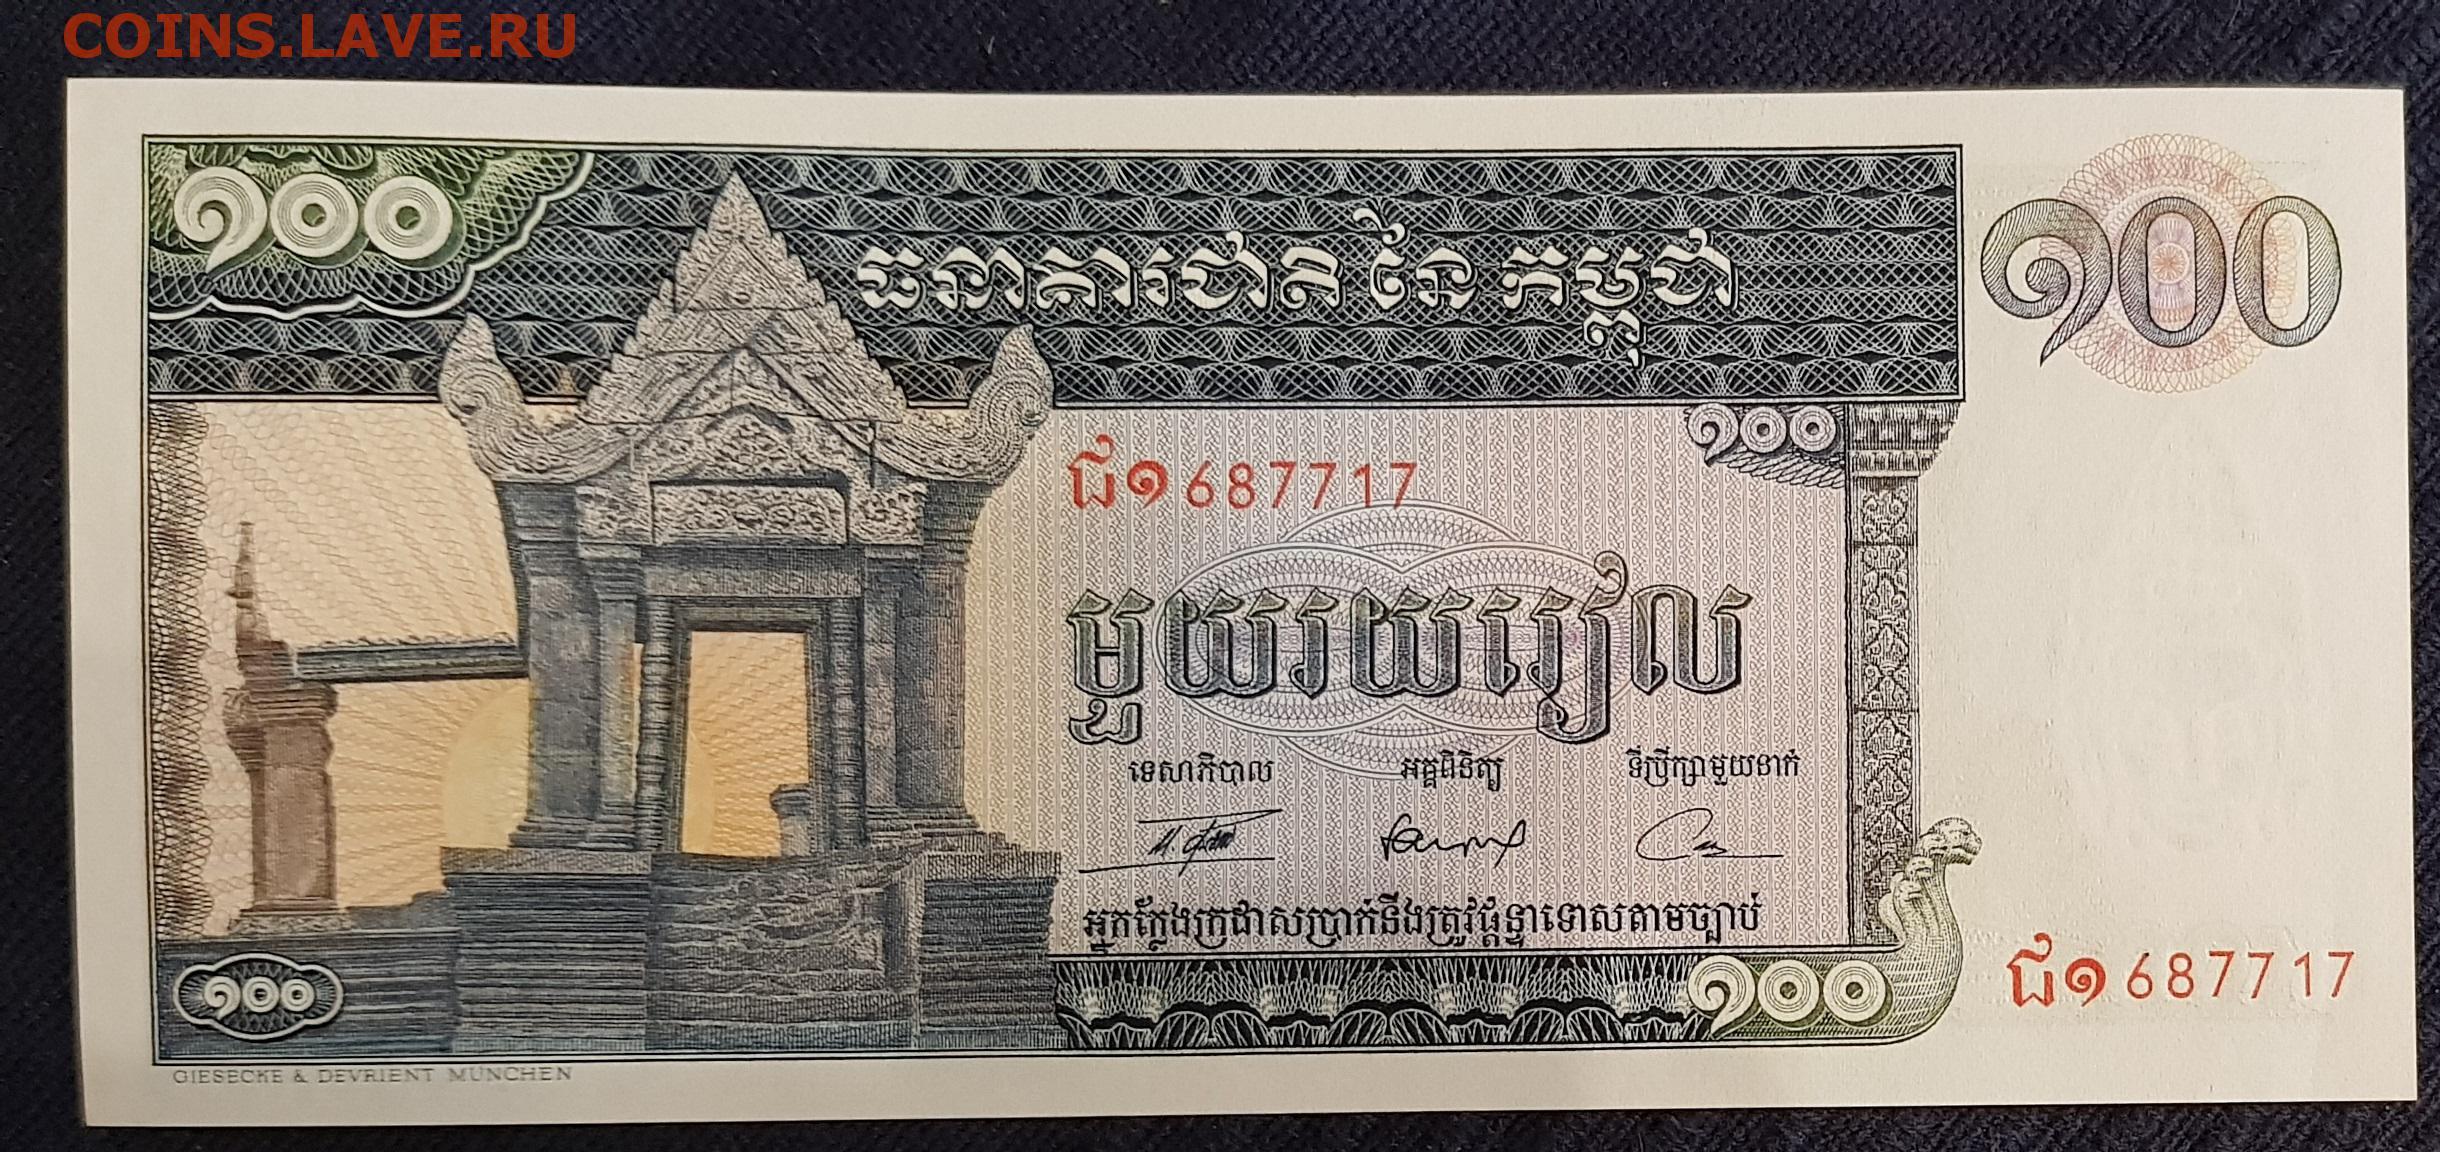 COINS.LAVE.RU
១០០
ធនាគារជាតិ នៃ កម្ពុជា
១០០
១០០
ជ១ 687717
មួយរយរៀល
ទេសាភិបាល អគ្គពិនិត្យ ទីប្រឹក្សាមួយនាក់
អ្នកក្លែងក្រដាសប្រាក់នឹងត្រូវផ្តន្ទាទោសតាមច្បាប់
១០០
១០០
ជ១ 687717
GIESECKE & DEVRIENT MÜNCHEN